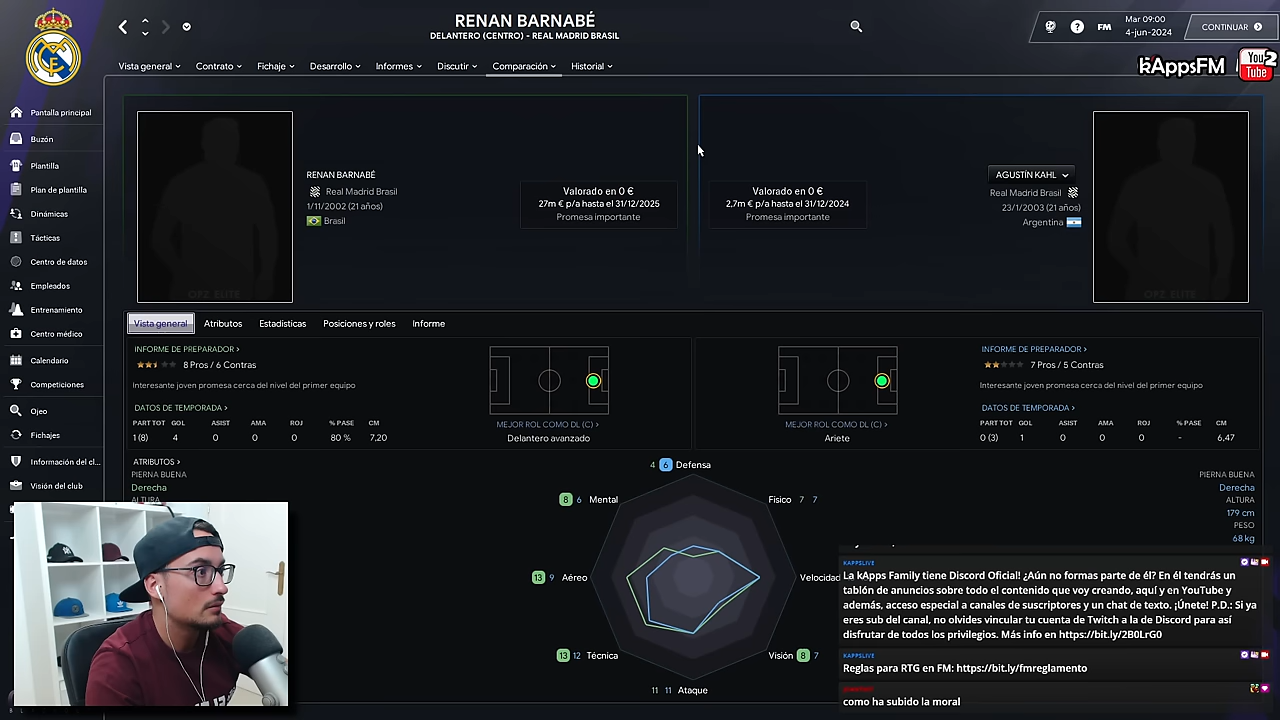 RENAN BARNABÉ
DELANTERO (CENTRO) - REAL MADRID BRASIL
FM
Mar 09:00
4-jun-2024
CONTINUAR
kAppsFM
You2
Tube
Vista general
Contrato
Fichaje
Desarrollo
Informes
Discutir
Comparación
Historial
Pantalla principal
Buzón
Plantilla
Plan de plantilla
Dinámicas
Tácticas
Centro de datos
Empleados
Entrenamiento
Centro médico
Calendario
Competiciones
Ojeo
Fichajes
Información del cl...
Visión del club
RENAN BARNABÉ
Real Madrid Brasil
1/11/2002 (21 años)
Brasil
Valorado en 0 €
27m € p/a hasta el 31/12/2025
Promesa importante
Valorado en 0 €
2,7m € p/a hasta el 31/12/2024
Promesa importante
AGUSTÍN KAHL
Real Madrid Brasil
23/1/2003 (21 años)
Argentina
OPZ ELITE
OPZ ELITE
Vista general
Atributos
Estadísticas
Posiciones y roles
Informe
INFORME DE PREPARADOR >
8 Pros / 6 Contras
Interesante joven promesa cerca del nivel del primer equipo
DATOS DE TEMPORADA >
PART TOT GOL ASIST AMA ROJ % PASE CM
1 (8) 4 0 0 0 80 % 7,20
MEJOR ROL COMO DL (C) >
Delantero avanzado
MEJOR ROL COMO DL (C) >
Ariete
INFORME DE PREPARADOR >
7 Pros / 5 Contras
Interesante joven promesa cerca del nivel del primer equipo
DATOS DE TEMPORADA >
PART TOT GOL ASIST AMA ROJ % PASE CM
0 (3) 1 0 0 0 - 6,47
ATRIBUTOS >
PIERNA BUENA
Derecha
ALTURA
4 6 Defensa
8 6 Mental
Físico 7 7
13 9 Aéreo
Velocidad
13 12 Técnica
Visión 8 7
11 11 Ataque
PIERNA BUENA
Derecha
ALTURA
179 cm
PESO
68 kg
KAPPSLIVE
La kApps Family tiene Discord Oficial! ¿Aún no formas parte de él? En él tendrás un
tablón de anuncios sobre todo el contenido que voy creando, aquí y en YouTube y
además, acceso especial a canales de suscriptores y un chat de texto. ¡Únete! P.D.: Si ya
eres sub del canal, no olvides vincular tu cuenta de Twitch a la de Discord para así
disfrutar de todos los privilegios. Más info en https://bit.ly/2B0LrG0
KAPPSLIVE
Reglas para RTG en FM: https://bit.ly/fmreglamento
como ha subido la moral